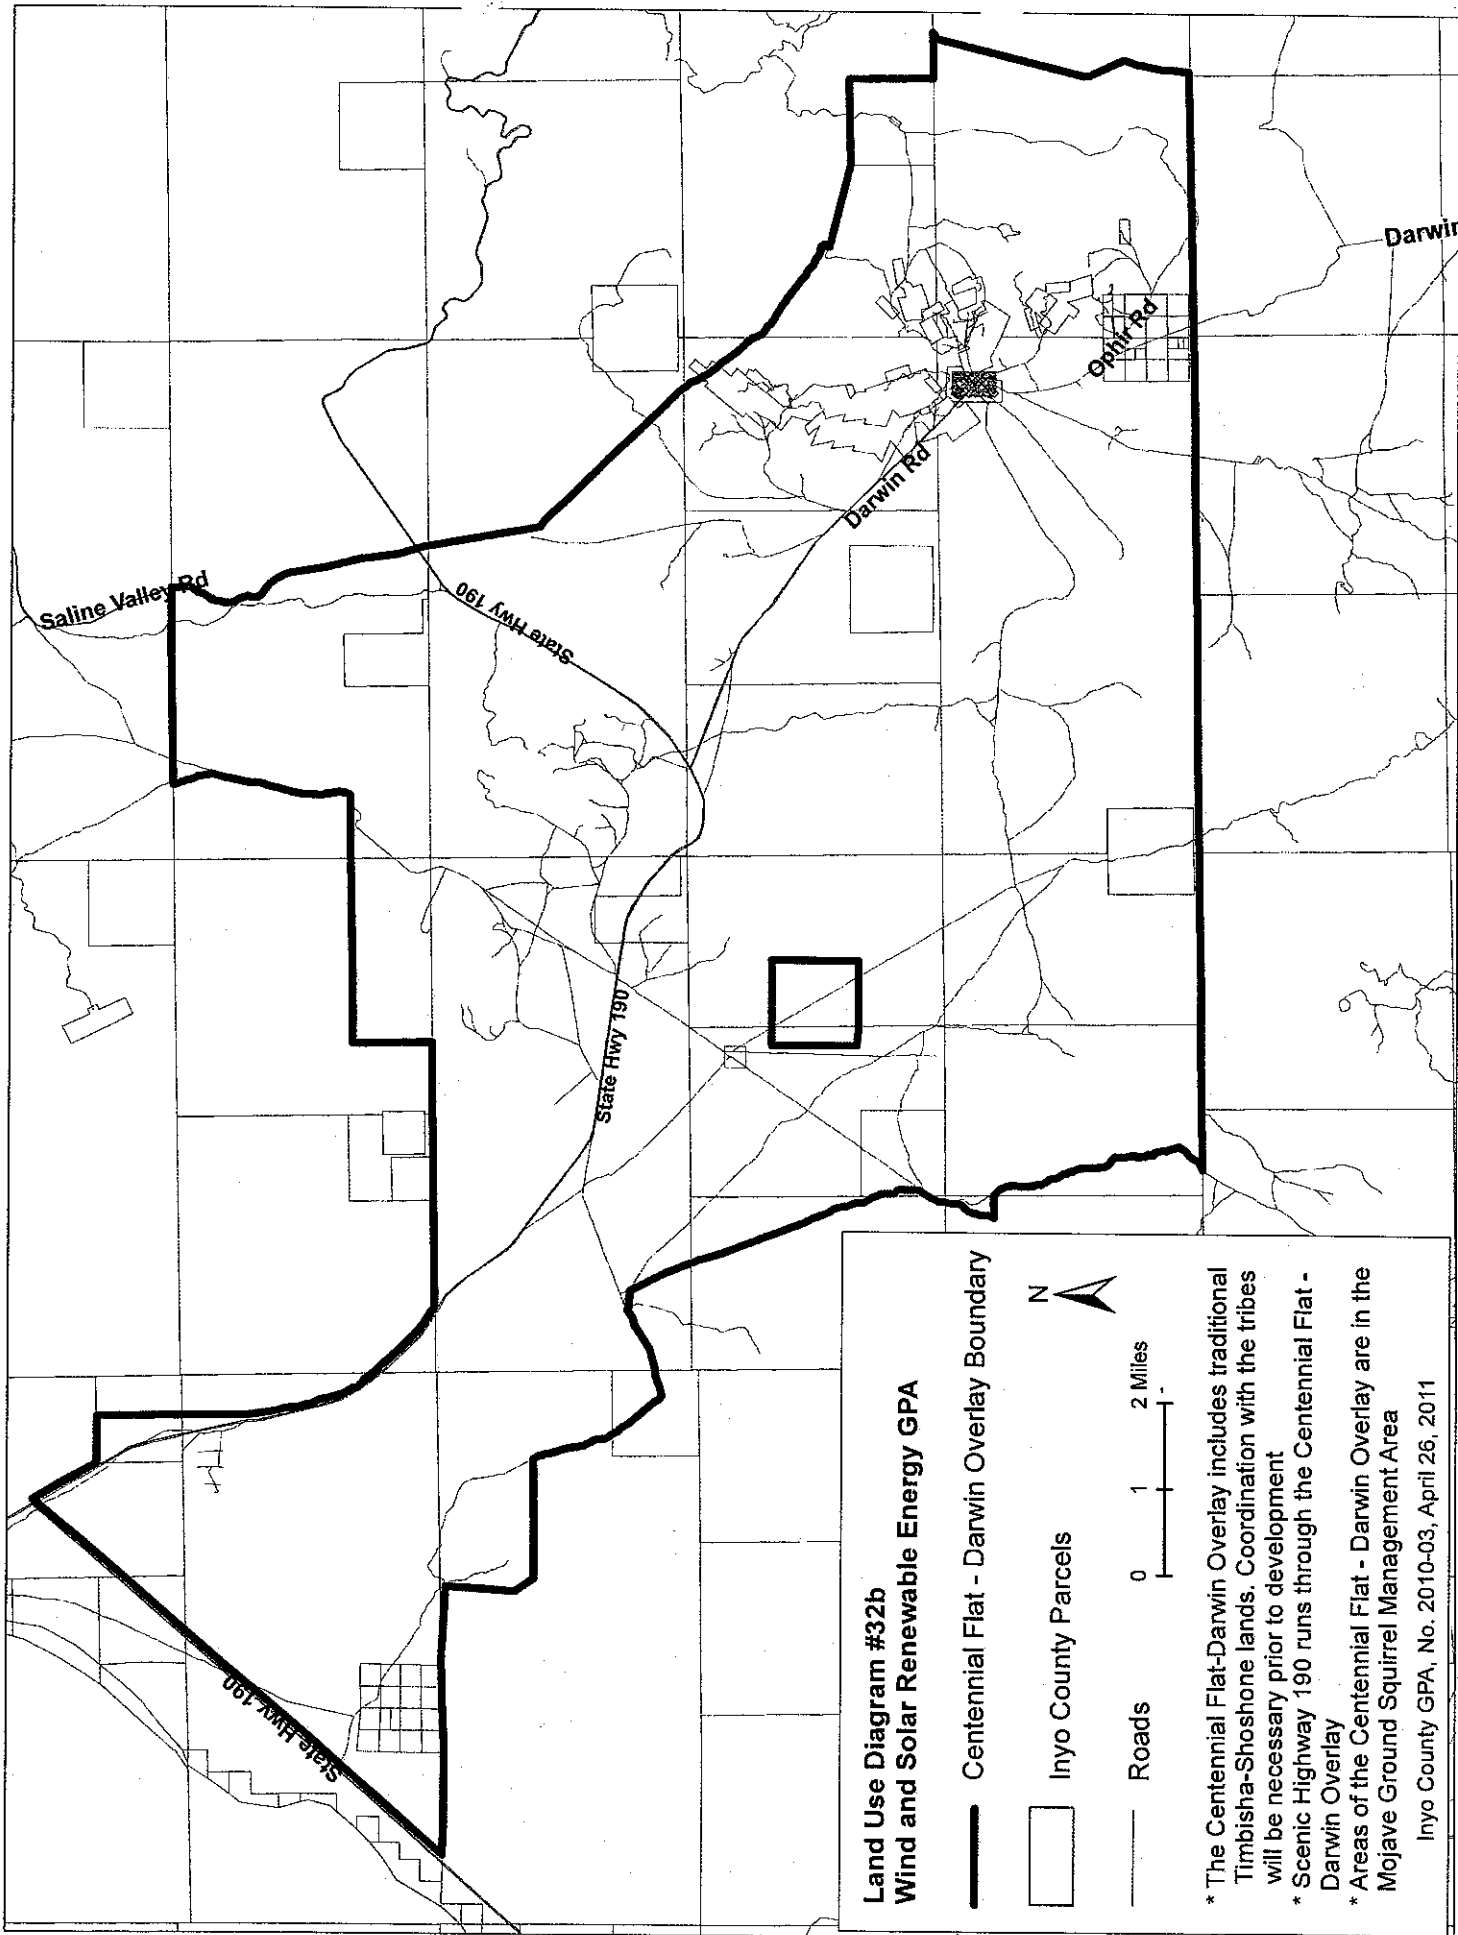 Saline Valley Rd
State Hwy 190
Darwin
Ophir Rd
Darwin Rd
State Hwy 190
State Hwy 190
Land Use Diagram #32b
Wind and Solar Renewable Energy GPA
Centennial Flat - Darwin Overlay Boundary
Inyo County Parcels
N
Roads
0 1 2 Miles
* The Centennial Flat-Darwin Overlay includes traditional
Timbisha-Shoshone lands. Coordination with the tribes
will be necessary prior to development
* Scenic Highway 190 runs through the Centennial Flat -
Darwin Overlay
* Areas of the Centennial Flat - Darwin Overlay are in the
Mojave Ground Squirrel Management Area
Inyo County GPA, No. 2010-03, April 26, 2011